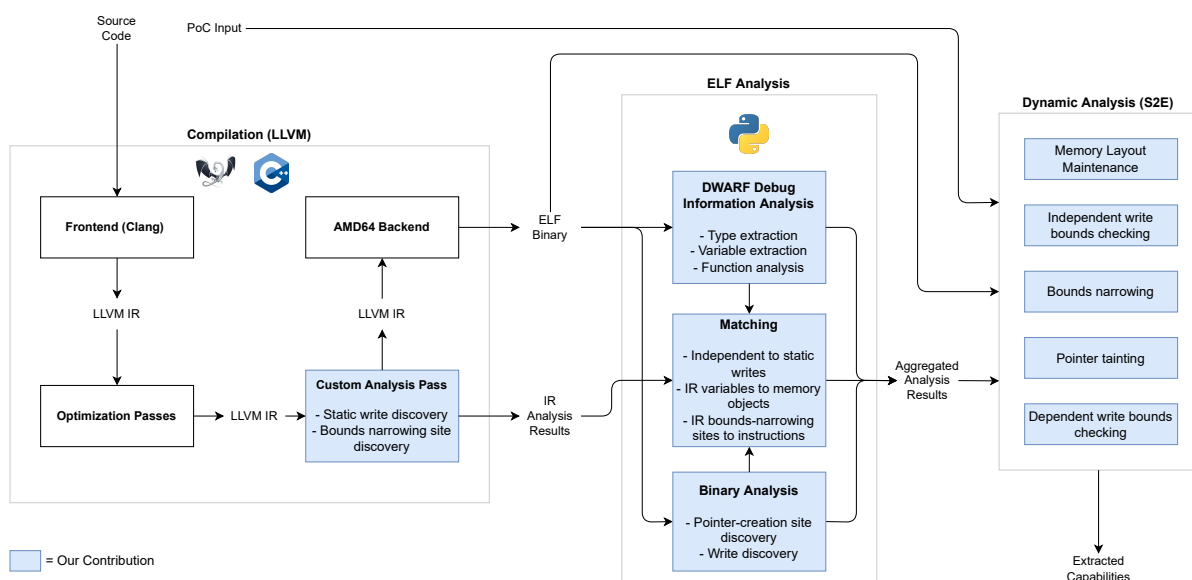 Source
Code
PoC Input
Compilation (LLVM)
Frontend (Clang)
LLVM IR
Optimization Passes
LLVM IR
Custom Analysis Pass
- Static write discovery
- Bounds narrowing site
discovery
LLVM IR
AMD64 Backend
ELF
Binary
IR
Analysis
Results
ELF Analysis
DWARF Debug
Information Analysis
- Type extraction
- Variable extraction
- Function analysis
Matching
- Independent to static
writes
- IR variables to memory
objects
- IR bounds-narrowing
sites to instructions
Binary Analysis
- Pointer-creation site
discovery
- Write discovery
Aggregated
Analysis
Results
Dynamic Analysis (S2E)
Memory Layout
Maintenance
Independent write
bounds checking
Bounds narrowing
Pointer tainting
Dependent write bounds
checking
Extracted
Capabilities
= Our Contribution
C++